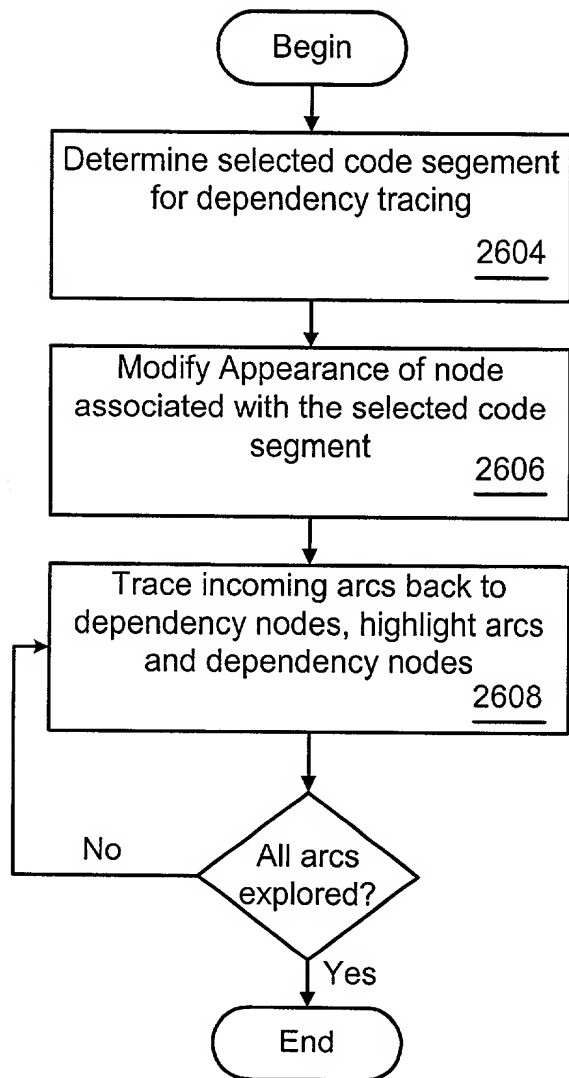 Begin
Determine selected code segement
for dependency tracing
2604
Modify Appearance of node
associated with the selected code
segment
2606
Trace incoming arcs back to
dependency nodes, highlight arcs
and dependency nodes
2608
No
All arcs
explored?
Yes
End